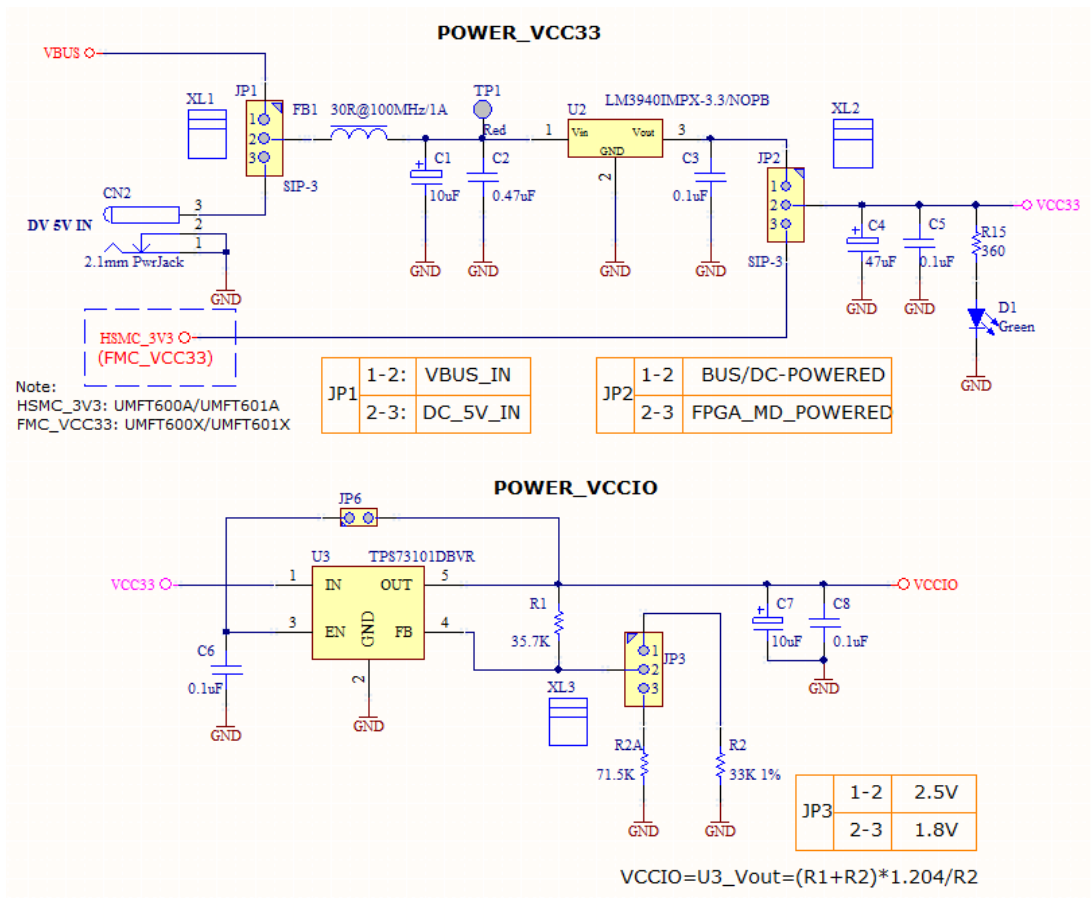 POWER_VCC33
VBUS
XL1
JP1
FB1
30R@100MHz/1A
TP1
Red
U2
LM3940IMPX-3.3/NOPB
XL2
1
2
3
SIP-3
1
Vin
Vout
GND
3
2
C1
10uF
C2
0.47uF
C3
0.1uF
JP2
1
2
3
SIP-3
VCC33
C4
47uF
C5
0.1uF
R15
360
CN2
3
2
1
DV 5V IN
2.1mm PwrJack
GND
GND
GND
GND
GND
GND
GND
D1
Green
GND
HSMC_3V3
(FMC_VCC33)
Note:
HSMC_3V3: UMFT600A/UMFT601A
FMC_VCC33: UMFT600X/UMFT601X
JP1
1-2: VBUS_IN
2-3: DC_5V_IN
JP2
1-2 BUS/DC-POWERED
2-3 FPGA_MD_POWERED
POWER_VCCIO
JP6
U3
TPS73101DBVR
VCC33
1
IN
OUT
5
VCCIO
3
EN
GND
FB
4
2
C6
0.1uF
R1
35.7K
C7
10uF
C8
0.1uF
1
2
3
JP3
XL3
GND
GND
GND
R2A
71.5K
R2
33K 1%
GND
GND
JP3
1-2 2.5V
2-3 1.8V
VCCIO=U3_Vout=(R1+R2)*1.204/R2